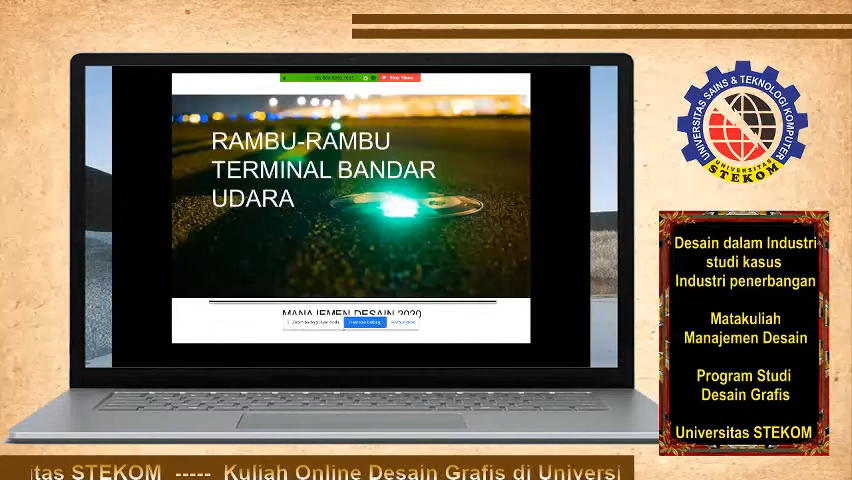 Stop Share
RAMBU-RAMBU
TERMINAL BANDAR
UDARA
MANAJEMEN DESAIN 2020
UNIVERSITAS SAINS & TEKNOLOGI KOMPUTER
UNIVERSITAS
STEKOM
Desain dalam Industri
studi kasus
Industri penerbangan
Matakuliah
Manajemen Desain
Program Studi
Desain Grafis
Universitas STEKOM
itas STEKOM ----- Kuliah Online Desain Grafis di Universi